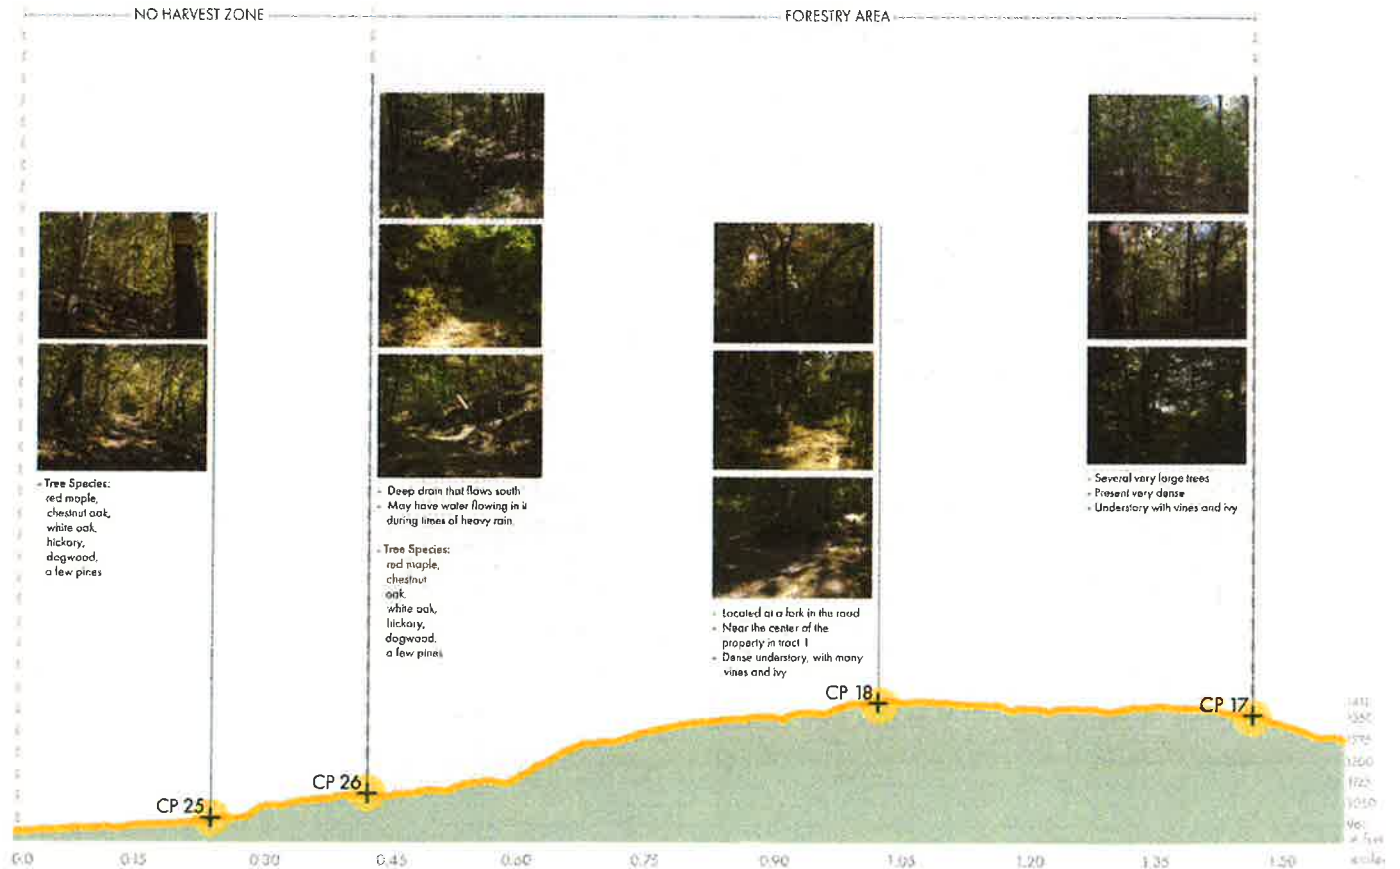 NO HARVEST ZONE
FORESTRY AREA
- Tree Species:
red maple,
chestnut oak,
white oak,
hickory,
dogwood,
a few pines
- Deep drain that flows south
- May have water flowing in it
during times of heavy rain.
- Tree Species:
red maple,
chestnut
oak,
white oak,
hickory,
dogwood,
a few pines
- Located at a fork in the road
- Near the center of the
property in tract 1
- Dense understory, with many
vines and ivy
- Several very large trees
- Present very dense
- Understory with vines and ivy
CP 25
CP 26
CP 18
CP 17
1200
1050
0.0
0.15
0.30
0.45
0.60
0.75
0.90
1.05
1.20
1.35
1.50